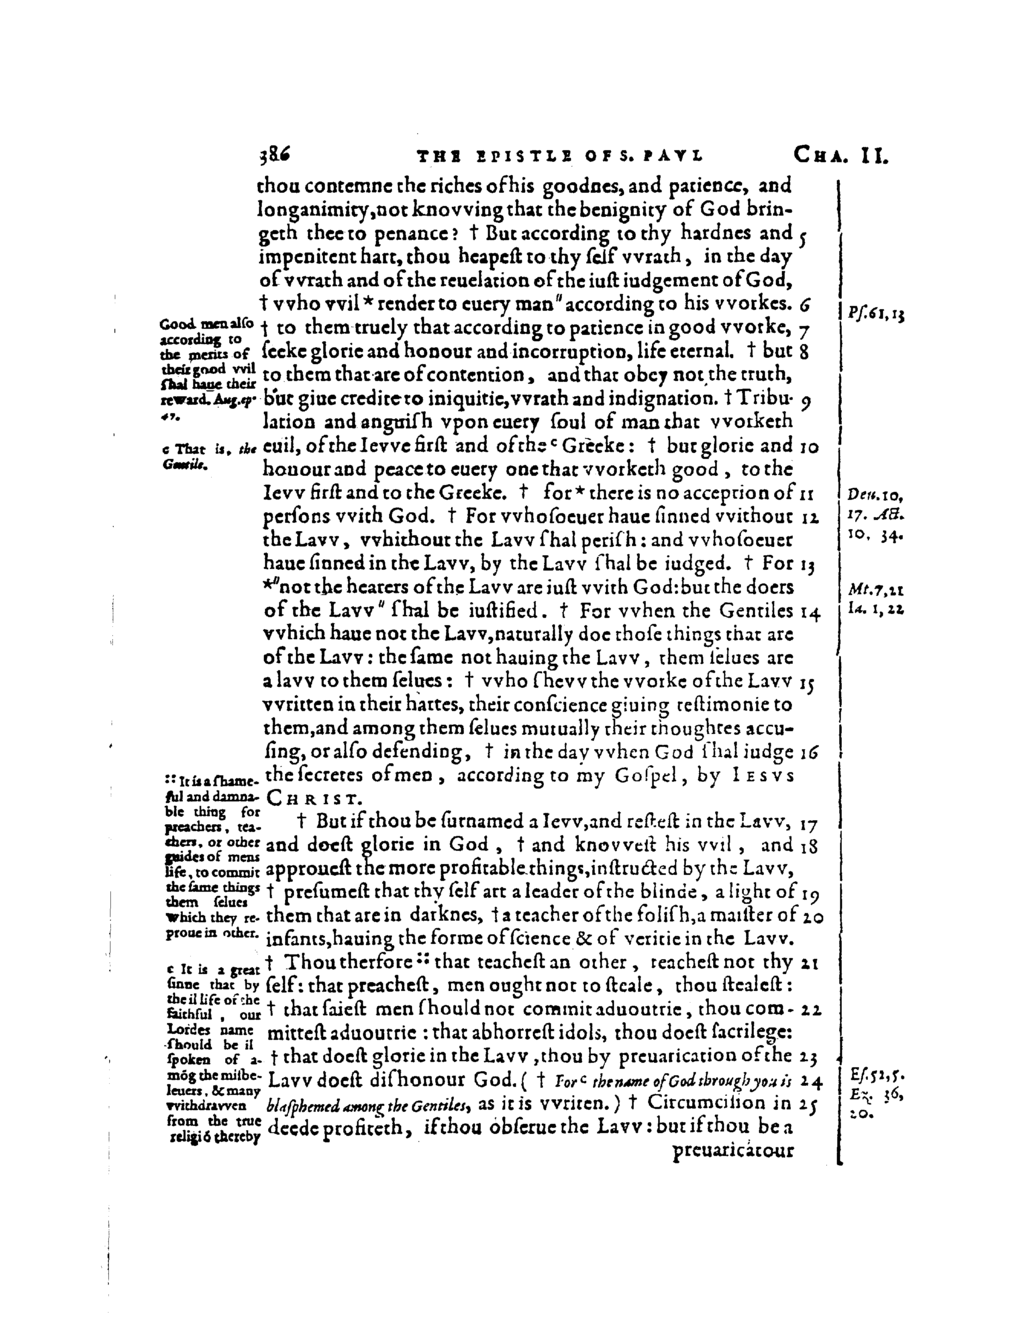 386 THE EPISTLE OF S. PAVL CHA. II.
thou contemne the riches of his goodnes, and patience, and
longanimity, not knovving that the benignity of God brin-
geth thee to penance? † But according to thy hardnes and 5
impenitent hart, thou heapeſt to thy ſelf vvrath, in the day
of vvrath and of the reuelation of the iuſt iudgement of God,
† vvho vvil * render to euery man" according to his vvorkes. 6
† to them truely that according to patience in good vvorke, 7
ſeeke glorie and honour and incorruption, life eternal. † but 8
to them that are of contention, and that obey not the truth,
but giue credite to iniquitie, vvrath and indignation. † Tribu- 9
lation and anguiſh vpon euery ſoul of man that vvorketh
euil, of the Ievve firſt and of the c Greeke: † but glorie and 10
honour and peace to euery one that vvorketh good, to the
Ievv firſt and to the Greeke. † for * there is no acception of 11
perſons vvith God. † For vvhoſoeuer haue ſinned vvithout 12
the Lavv, vvhithout the Lavv ſhal periſh: and vvhoſoeuer
haue ſinned in the Lavv, by the Lavv ſhal be iudged. † For 13
*"not the hearers of the Lavv are iuſt vvith God: but the doers
of the Lavv" ſhal be iuſtified. † For vvhen the Gentiles 14
vvhich haue not the Lavv, naturally doe thoſe things that are
of the Lavv: the ſame not hauing the Lavv, them ſelues are
a lavv to them ſelues: † vvho ſhevv the vvorke of the Lavv 15
vvritten in their hartes, their conſcience giuing teſtimonie to
them, and among them ſelues mutually their thoughtes accu-
ſing, or alſo defending, † in the day vvhen God ſhal iudge 16
the ſecretes of men, according to my Goſpel, by IESVS
CHRIST.
† But if thou be ſurnamed a Ievv, and reſteſt in the Lavv, 17
and doeſt glorie in God, † and knovveſt his vvil, and 18
approueſt the more profitable things, inſtructed by the Lavv,
† preſumeſt that thy ſelf art a leader of the blinde, a light of 19
them that are in darknes, † a teacher of the foliſh, a maiſter of 20
infants, hauing the forme of ſcience & of veritie in the Lavv.
† Thou therfore :: that teacheſt an other, teacheſt not thy 21
ſelf: that preacheſt, men ought not to ſteale, thou ſtealeſt:
† that ſaieſt men ſhould not commit aduoutrie, thou com- 22
mitteſt aduoutrie: that abhorreſt idols, thou doeſt ſacrilege:
† that doeſt glorie in the Lavv, thou by preuarication of the 23
Lavv doeſt diſhonour God. ( † For c the name of God through you is 24
blaſphemed among the Gentiles, as it is vvriten.) † Circumciſion in 25
deede profiteth, if thou obſerue the Lavv: but if thou be a
preuaricatour
Good men alſo
according to
the merits of
their good vvil
ſhal haue their
reward. Aug. ep.
47.
c That is, the
Gentile.
:: It is a ſhame-
ful and damna-
ble thing for
preachers, tea-
chers, or other
guides of mens
life, to commit
the ſame things
them ſelues
which they re-
proue in other.
c It is a great
ſinne that by
the il life of the
faithful, our
Lordes name
ſhould be il
ſpoken of a-
mõg the miſbe-
leuers, & many
vvithdravven
from the true
religiõ thereby
Pſ. 61, 13
Deu. 10,
17. Act.
10, 34.
Mt. 7, 21
Ia. 1, 22
Eſ. 52, 5.
Ez. 36,
20.